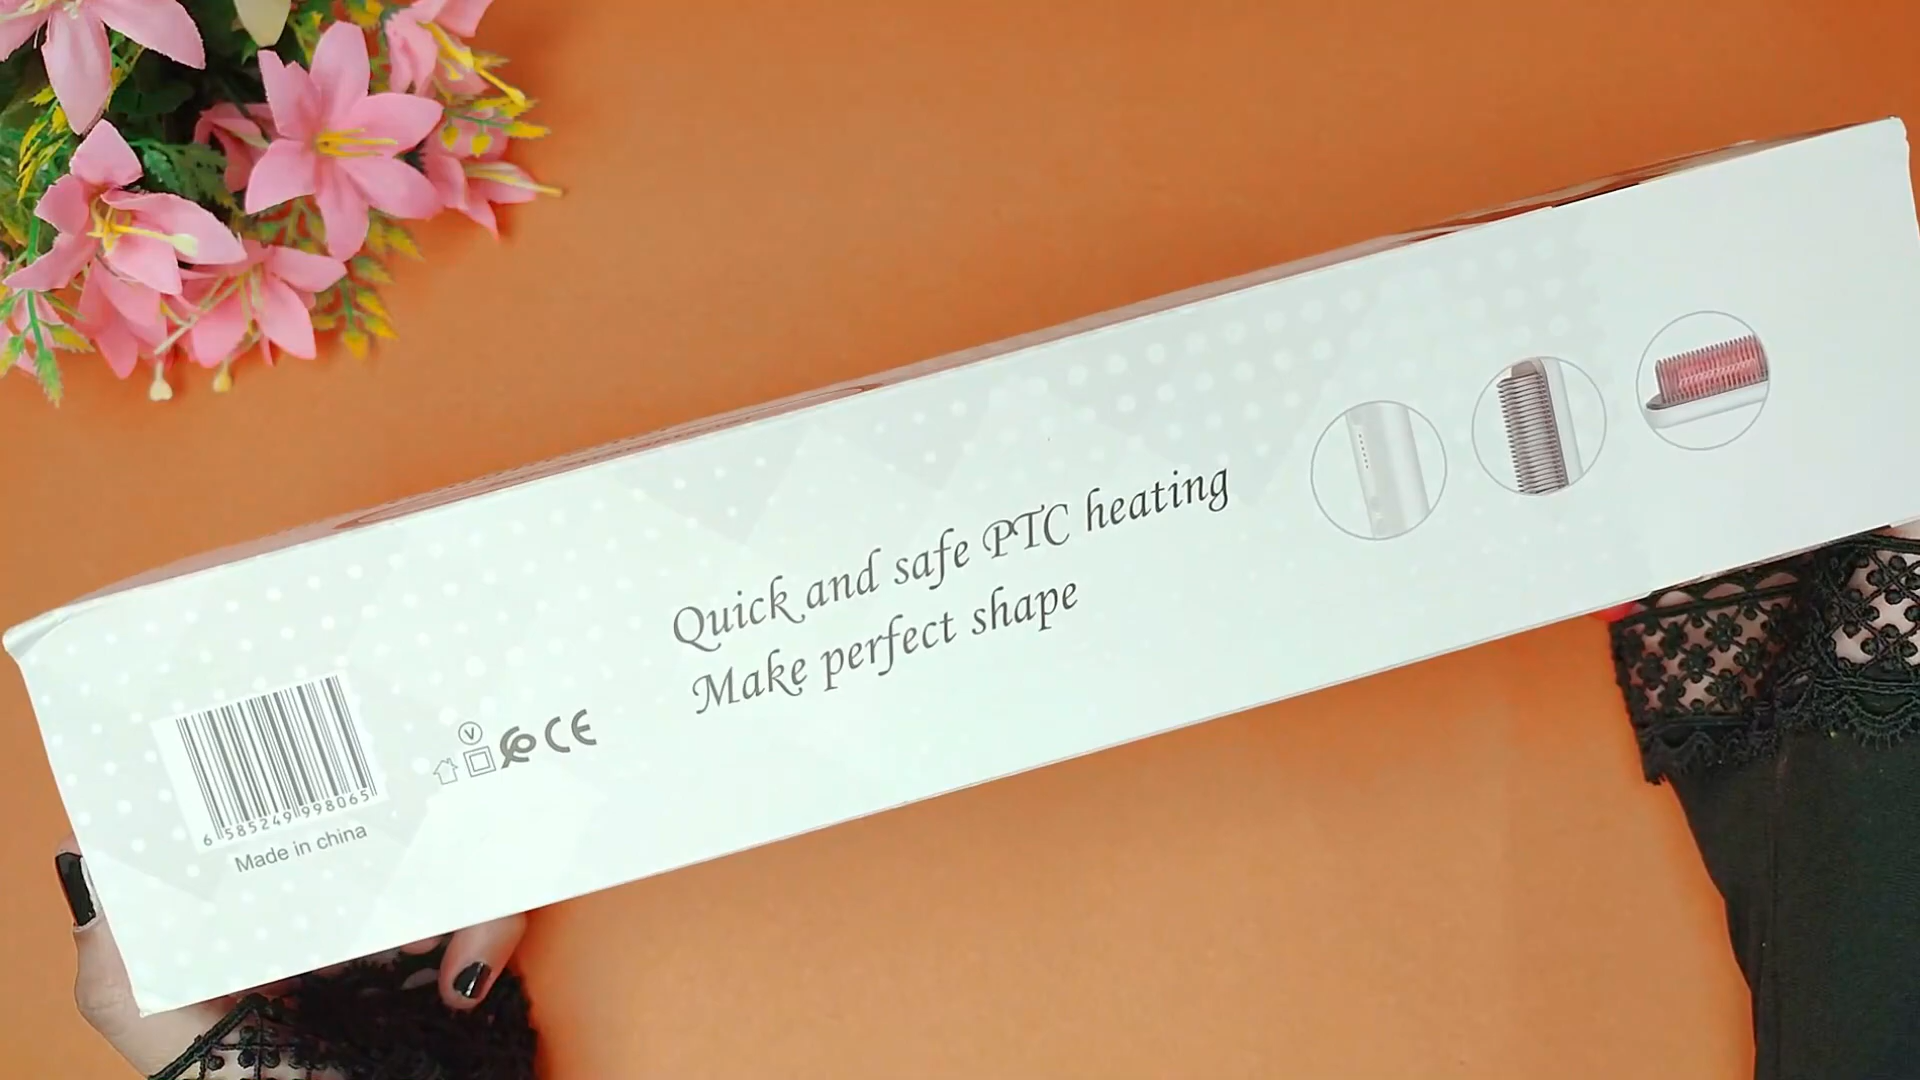 Quick and safe PTC heating
Make perfect shape
V
CE
6 585249 998065
Made in china